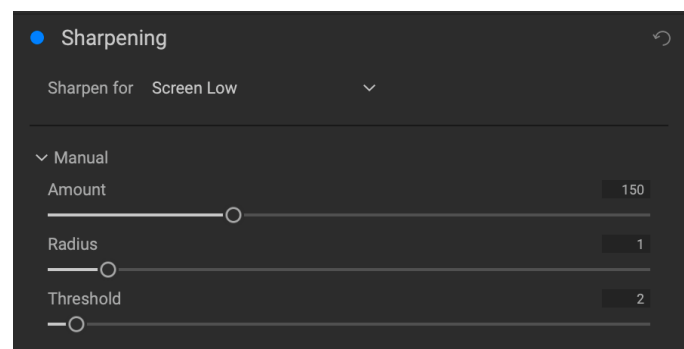 Sharpening
Sharpen for Screen Low
Manual
Amount 150
Radius 1
Threshold 2